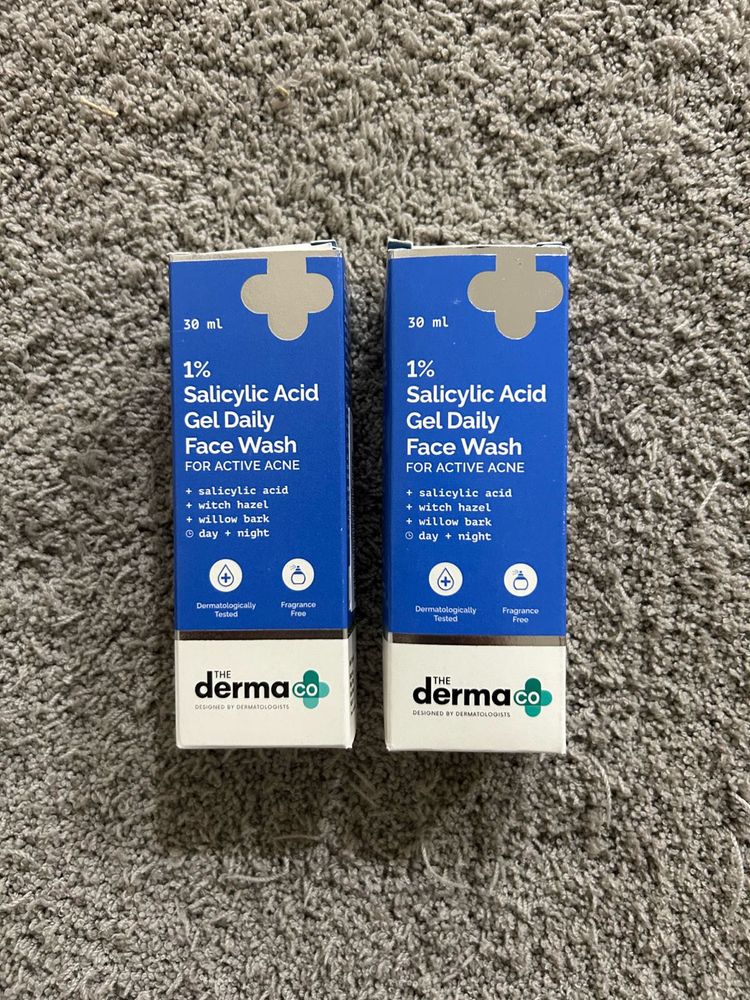 30 ml
1%
Salicylic Acid
Gel Daily
Face Wash
FOR ACTIVE ACNE
+ salicylic acid
+ witch hazel
+ willow bark
day + night
Dermatologically
Tested
Fragrance
Free
THE
derma co
DESIGNED BY DERMATOLOGISTS
30 ml
1%
Salicylic Acid
Gel Daily
Face Wash
FOR ACTIVE ACNE
+ salicylic acid
+ witch hazel
+ willow bark
day + night
Dermatologically
Tested
Fragrance
Free
THE
derma co
DESIGNED BY DERMATOLOGISTS